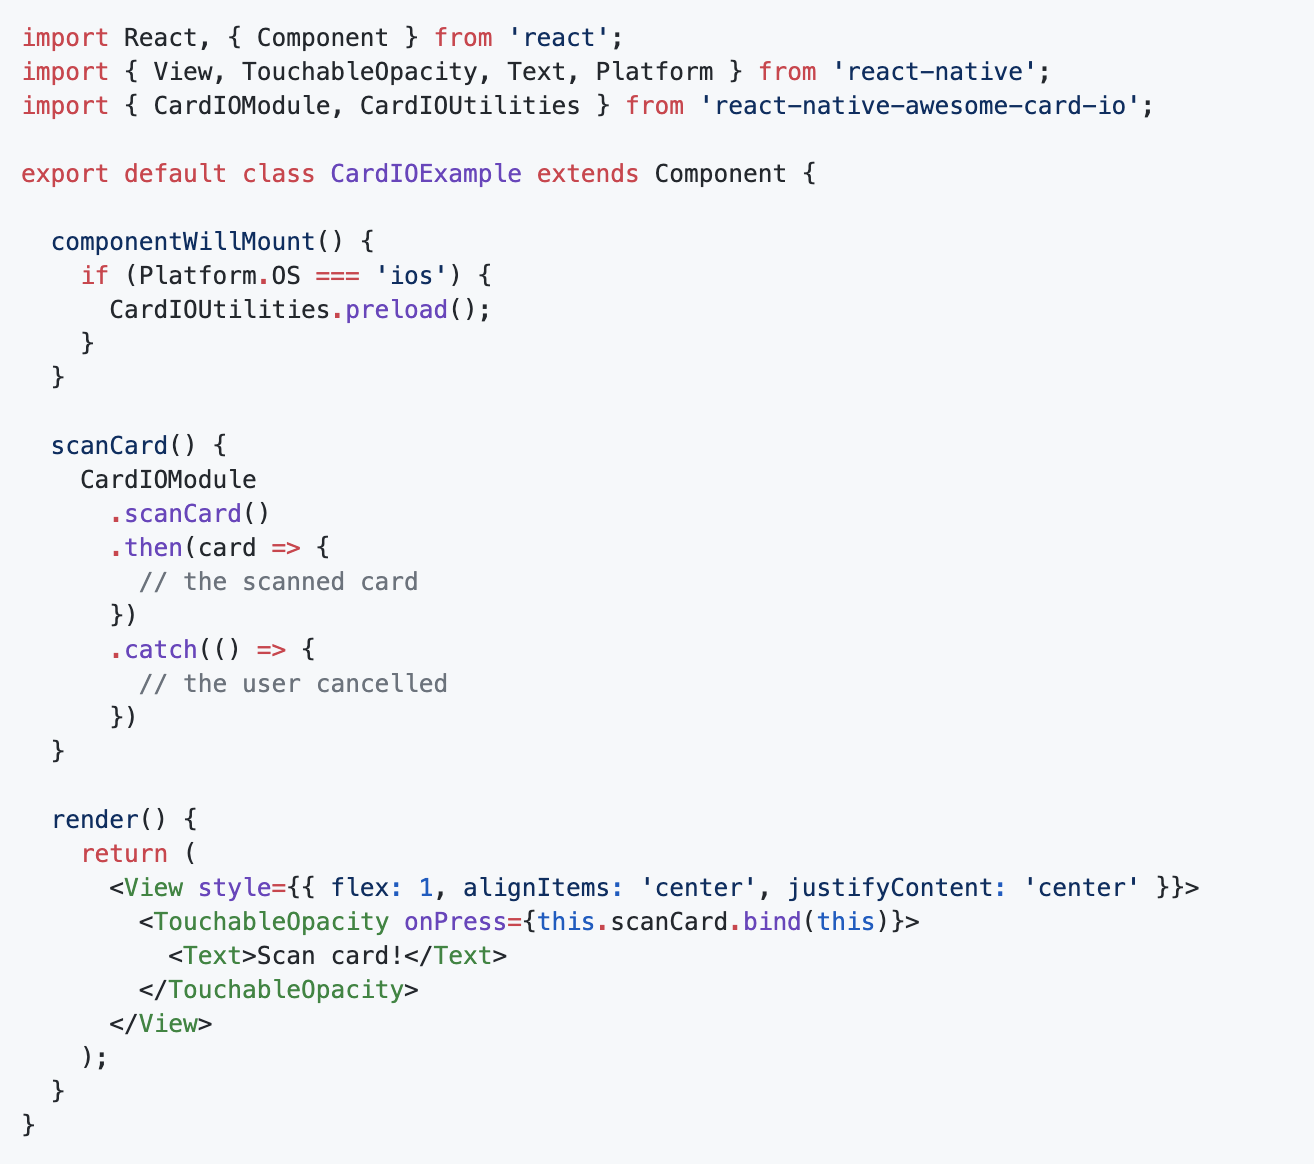 import React, { Component } from 'react';
import { View, TouchableOpacity, Text, Platform } from 'react-native';
import { CardIOModule, CardIOUtilities } from 'react-native-awesome-card-io';

export default class CardIOExample extends Component {

  componentWillMount() {
    if (Platform.OS === 'ios') {
      CardIOUtilities.preload();
    }
  }

  scanCard() {
    CardIOModule
      .scanCard()
      .then(card => {
        // the scanned card
      })
      .catch(() => {
        // the user cancelled
      })
  }

  render() {
    return (
      <View style={{ flex: 1, alignItems: 'center', justifyContent: 'center' }}>
        <TouchableOpacity onPress={this.scanCard.bind(this)}>
          <Text>Scan card!</Text>
        </TouchableOpacity>
      </View>
    );
  }
}